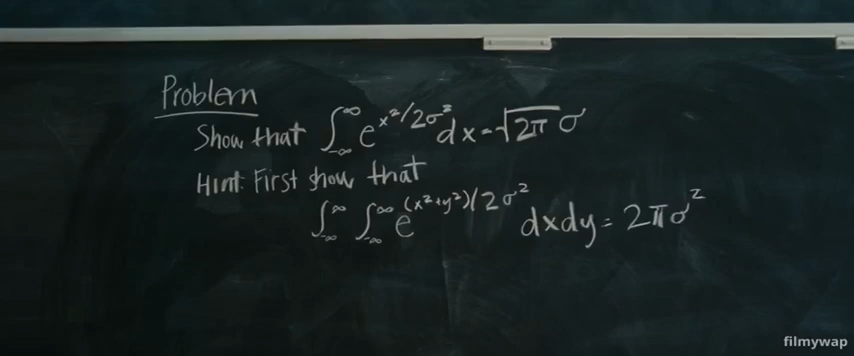 Problem
Show that ∫_{-∞}^{∞} e^{x²/2σ²} dx = √2π σ
Hint: First show that
∫_{-∞}^{∞} ∫_{-∞}^{∞} e^{(x²+y²)/2σ²} dxdy = 2πσ²
filmywap